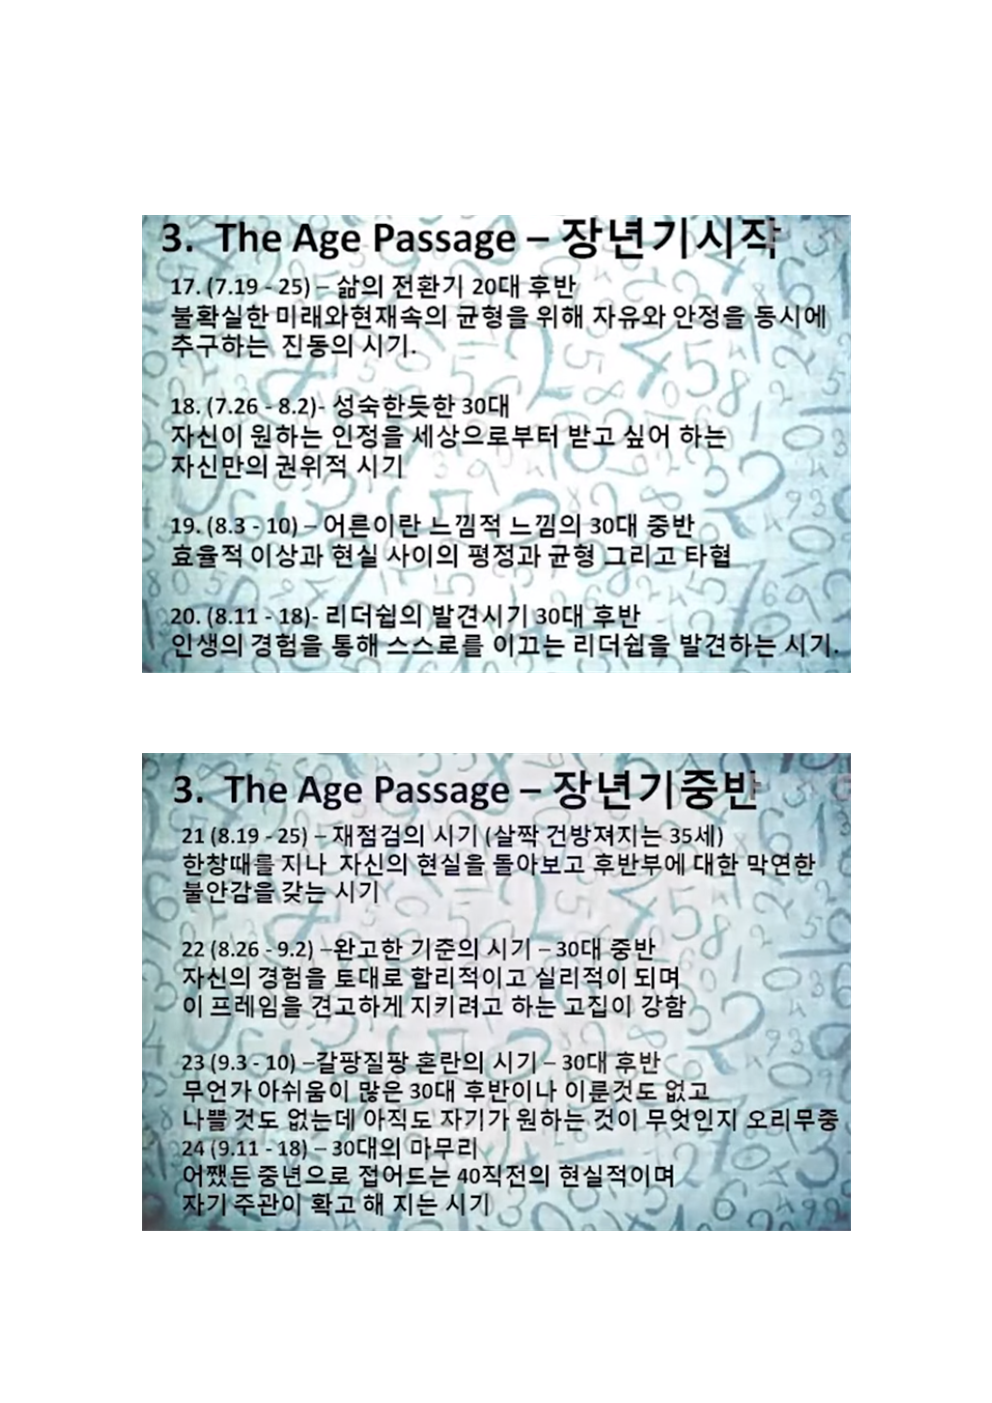 3. The Age Passage – 장년기시작
17. (7.19 - 25) – 삶의 전환기 20대 후반
불확실한 미래와현재속의 균형을 위해 자유와 안정을 동시에
추구하는 진동의 시기.
18. (7.26 - 8.2)- 성숙한듯한 30대
자신이 원하는 인정을 세상으로부터 받고 싶어 하는
자신만의 권위적 시기
19. (8.3 - 10) – 어른이란 느낌적 느낌의 30대 중반
효율적 이상과 현실 사이의 평정과 균형 그리고 타협
20. (8.11 - 18)- 리더쉽의 발견시기 30대 후반
인생의 경험을 통해 스스로를 이끄는 리더쉽을 발견하는 시기.
3. The Age Passage – 장년기중반
21 (8.19 - 25) – 재점검의 시기 (살짝 건방져지는 35세)
한창때를 지나 자신의 현실을 돌아보고 후반부에 대한 막연한
불안감을 갖는 시기
22 (8.26 - 9.2) –완고한 기준의 시기 – 30대 중반
자신의 경험을 토대로 합리적이고 실리적이 되며
이 프레임을 견고하게 지키려고 하는 고집이 강함
23 (9.3 - 10) –갈팡질팡 혼란의 시기 – 30대 후반
무언가 아쉬움이 많은 30대 후반이나 이룬것도 없고
나쁠 것도 없는데 아직도 자기가 원하는 것이 무엇인지 오리무중
24 (9.11 - 18) – 30대의 마무리
어쨌든 중년으로 접어드는 40직전의 현실적이며
자기 주관이 확고 해 지는 시기